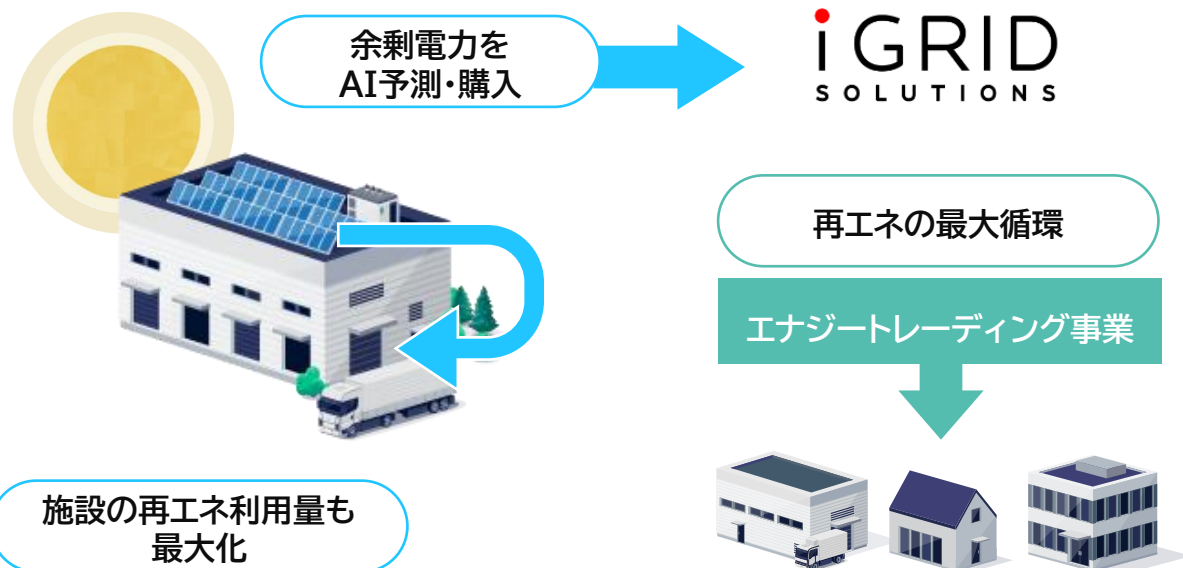 余剰電力を
AI予測・購入
iGRID
SOLUTIONS
再エネの最大循環
エナジートレーディング事業
施設の再エネ利用量も
最大化